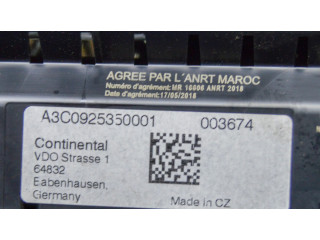 AGREE PAR L'ANRT MAROC
Numéro d'agrément:MR 16606 ANRT 2018
Date d'agrément:17/05/2018
A3C0925350001 003674
Continental
VDO Strasse 1
64832
Eabenhausen,
Germany
Made in CZ